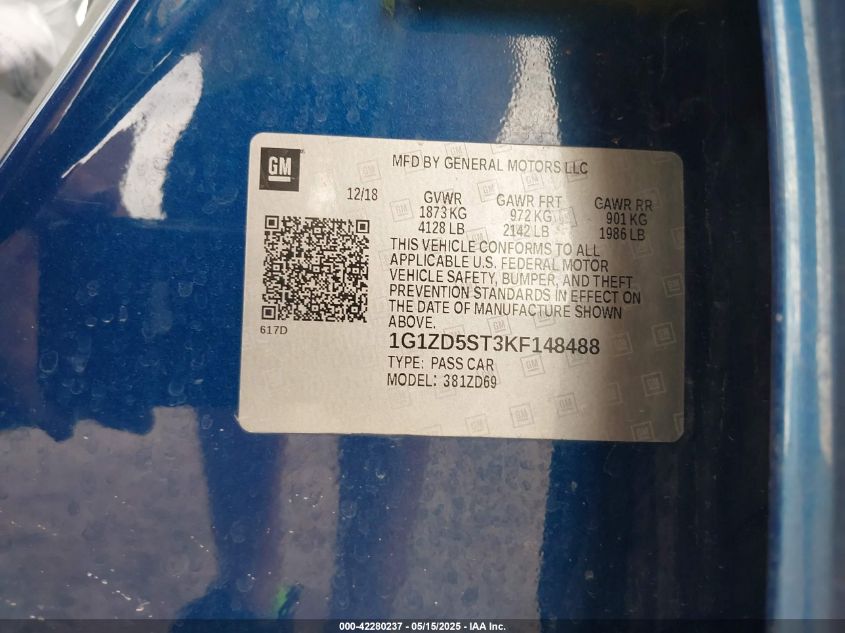 GM
MFD BY GENERAL MOTORS LLC
12/18
GVWR GAWR FRT GAWR RR
1873 KG 972 KG 901 KG
4128 LB 2142 LB 1986 LB
THIS VEHICLE CONFORMS TO ALL
APPLICABLE U.S. FEDERAL MOTOR
VEHICLE SAFETY, BUMPER, AND THEFT
PREVENTION STANDARDS IN EFFECT ON
THE DATE OF MANUFACTURE SHOWN
ABOVE.
617D
1G1ZD5ST3KF148488
TYPE: PASS CAR
MODEL: 381ZD69
000-42280237 - 05/15/2025 - IAA Inc.